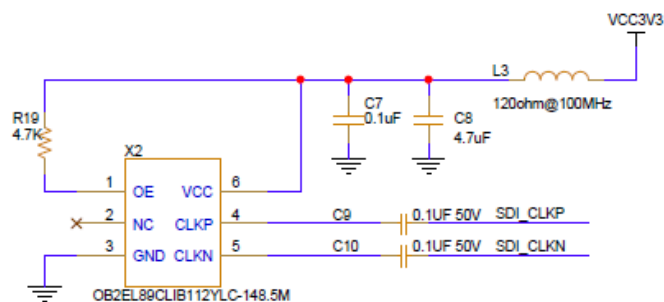 VCC3V3
L3
120ohm@100MHz
R19
4.7K
C7
0.1uF
C8
4.7uF
X2
1 OE VCC 6
2 NC CLKP 4 C9 0.1UF 50V SDI_CLKP
3 GND CLKN 5 C10 0.1UF 50V SDI_CLKN
OB2EL89CLIB112YLC-148.5M